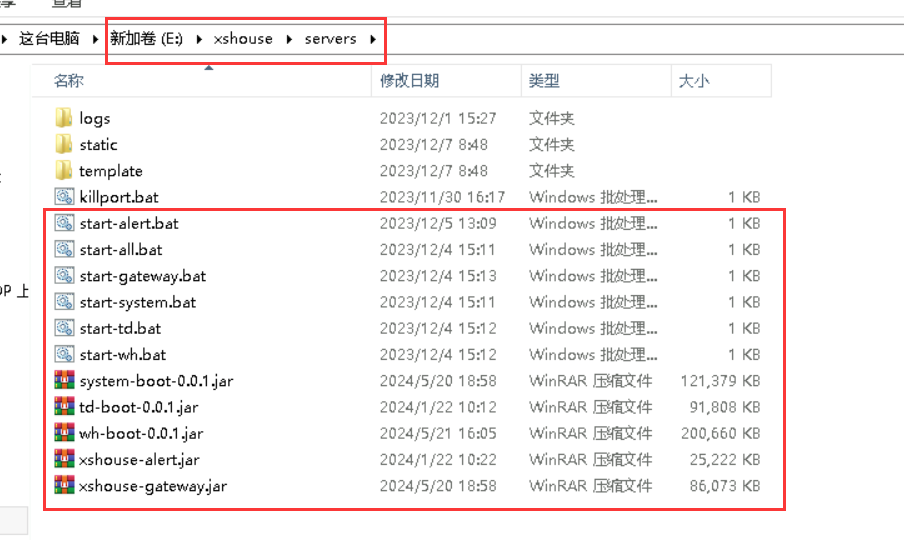 查看
这台电脑 新加卷 (E:) xshouse servers
名称 修改日期 类型 大小
logs 2023/12/1 15:27 文件夹
static 2023/12/7 8:48 文件夹
template 2023/12/7 8:48 文件夹
killport.bat 2023/11/30 16:17 Windows 批处理... 1 KB
start-alert.bat 2023/12/5 13:09 Windows 批处理... 1 KB
start-all.bat 2023/12/4 15:11 Windows 批处理... 1 KB
start-gateway.bat 2023/12/4 15:13 Windows 批处理... 1 KB
start-system.bat 2023/12/4 15:11 Windows 批处理... 1 KB
start-td.bat 2023/12/4 15:12 Windows 批处理... 1 KB
start-wh.bat 2023/12/4 15:12 Windows 批处理... 1 KB
system-boot-0.0.1.jar 2024/5/20 18:58 WinRAR 压缩文件 121,379 KB
td-boot-0.0.1.jar 2024/1/22 10:12 WinRAR 压缩文件 91,808 KB
wh-boot-0.0.1.jar 2024/5/21 16:05 WinRAR 压缩文件 200,660 KB
xshouse-alert.jar 2024/1/22 10:22 WinRAR 压缩文件 25,222 KB
xshouse-gateway.jar 2024/5/20 18:58 WinRAR 压缩文件 86,073 KB